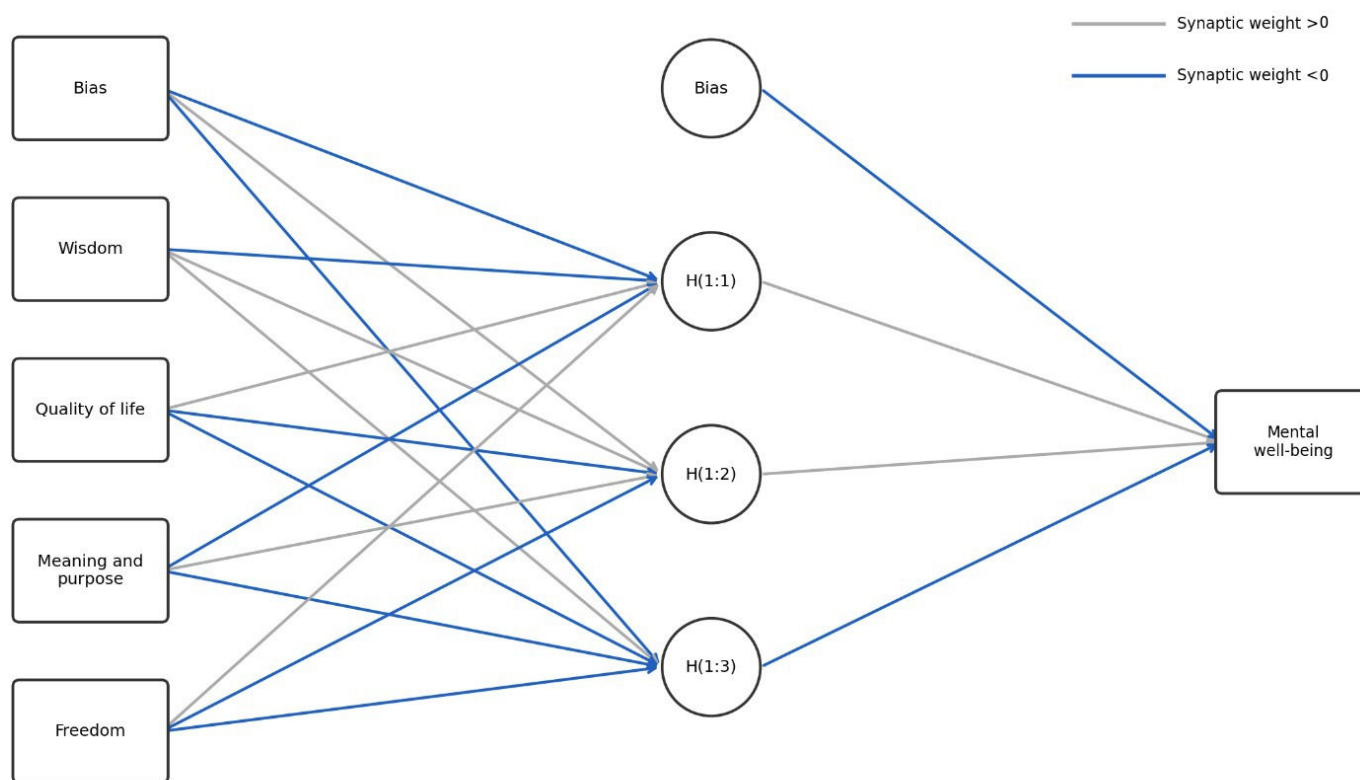 Synaptic weight >0
Synaptic weight <0
Bias
Bias
Wisdom
H(1:1)
Quality of life
Mental
well-being
H(1:2)
Meaning and
purpose
H(1:3)
Freedom